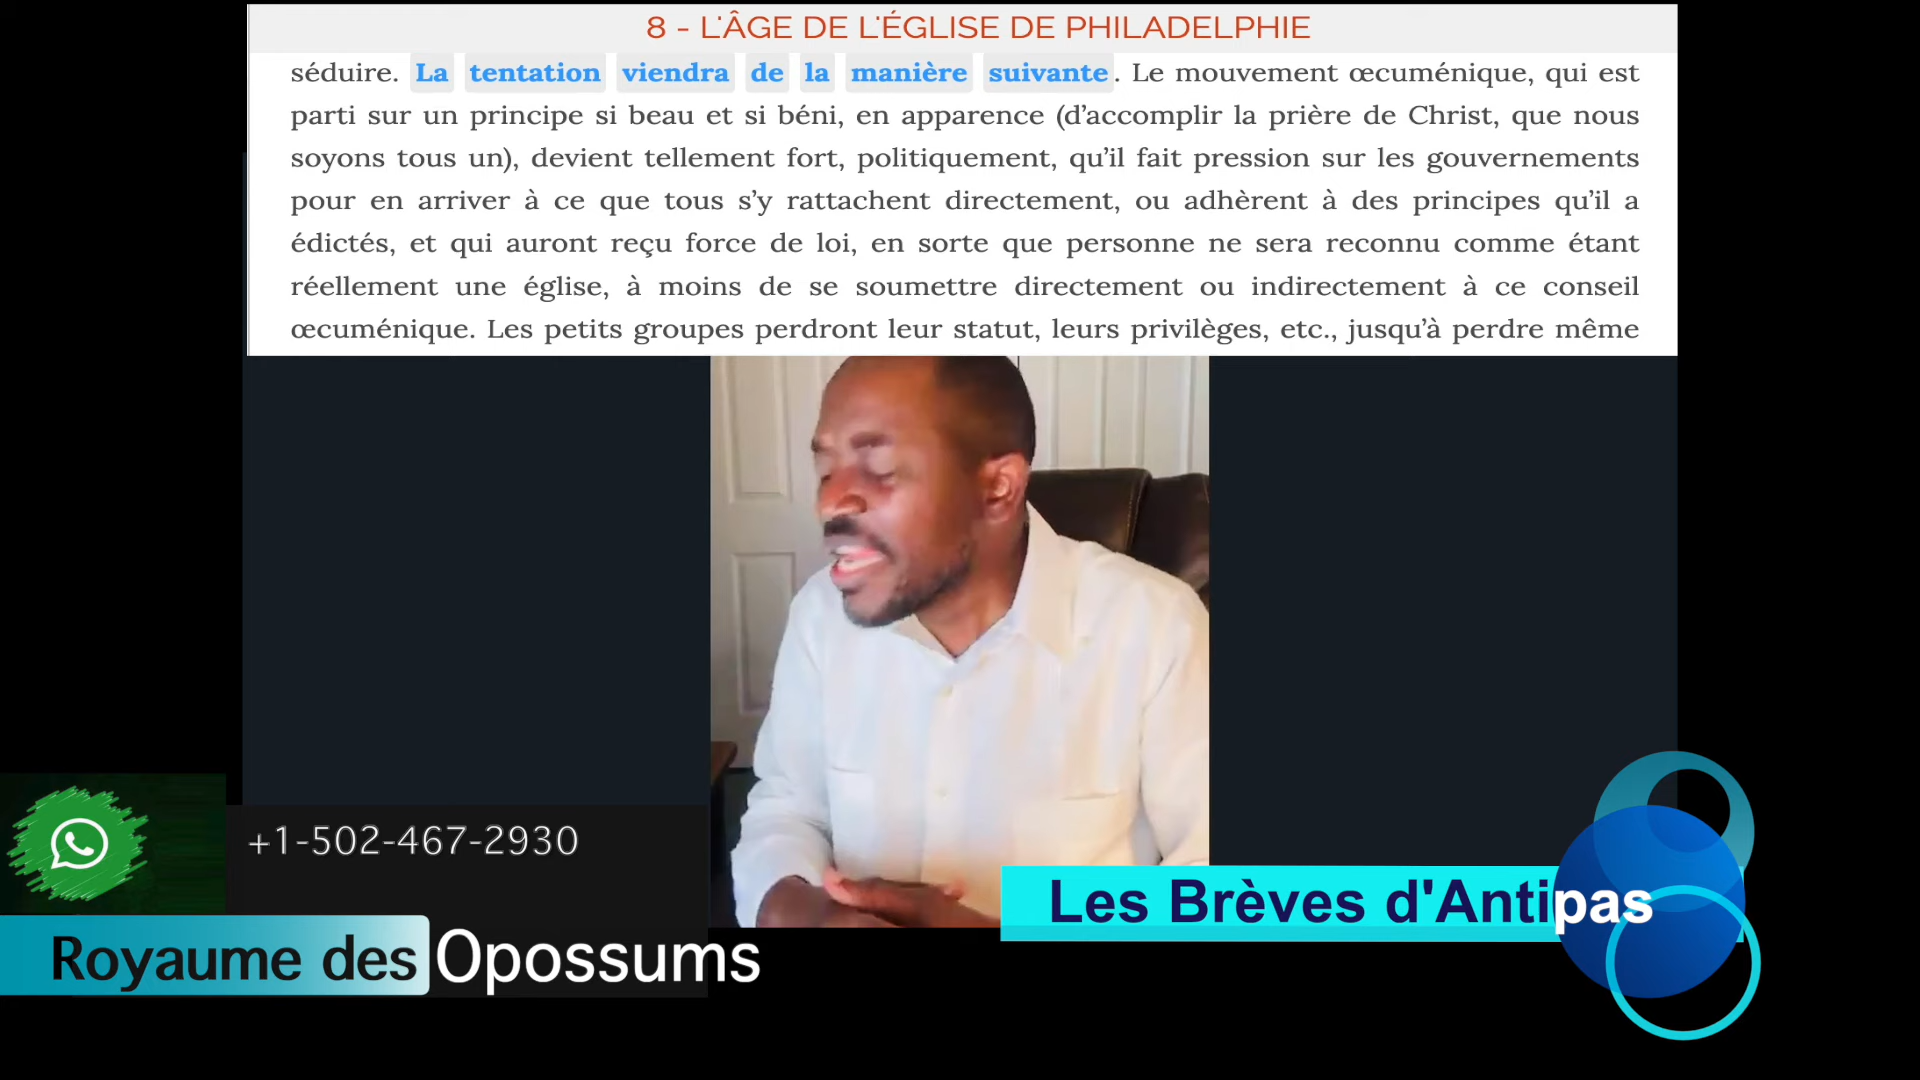 8 - L'ÂGE DE L'ÉGLISE DE PHILADELPHIE
séduire. La tentation viendra de la manière suivante. Le mouvement œcuménique, qui est
parti sur un principe si beau et si béni, en apparence (d’accomplir la prière de Christ, que nous
soyons tous un), devient tellement fort, politiquement, qu’il fait pression sur les gouvernements
pour en arriver à ce que tous s’y rattachent directement, ou adhèrent à des principes qu’il a
édictés, et qui auront reçu force de loi, en sorte que personne ne sera reconnu comme étant
réellement une église, à moins de se soumettre directement ou indirectement à ce conseil
œcuménique. Les petits groupes perdront leur statut, leurs privilèges, etc., jusqu’à perdre même
+1-502-467-2930
Les Brèves d'Antipas
Royaume des Opossums